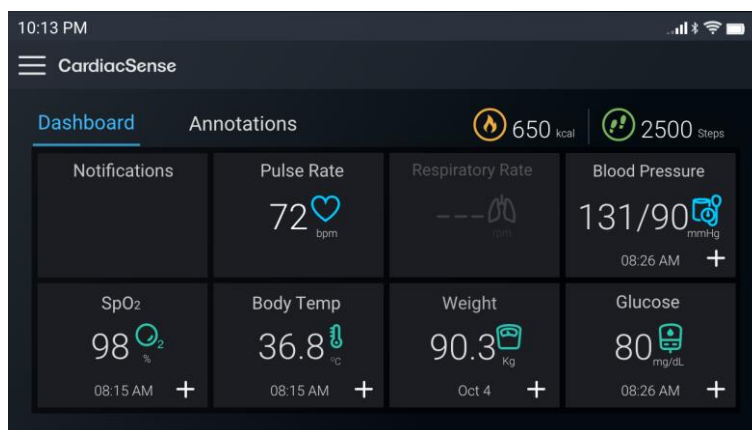 10:13 PM
CardiacSense
Dashboard Annotations 650 kcal 2500 Steps
Notifications Pulse Rate Respiratory Rate Blood Pressure
72 bpm --- rpm 131/90 mmHg
08:26 AM +
SpO2 Body Temp Weight Glucose
98 % O2 36.8 °C 90.3 Kg 80 mg/dL
08:15 AM + 08:15 AM + Oct 4 + 08:26 AM +